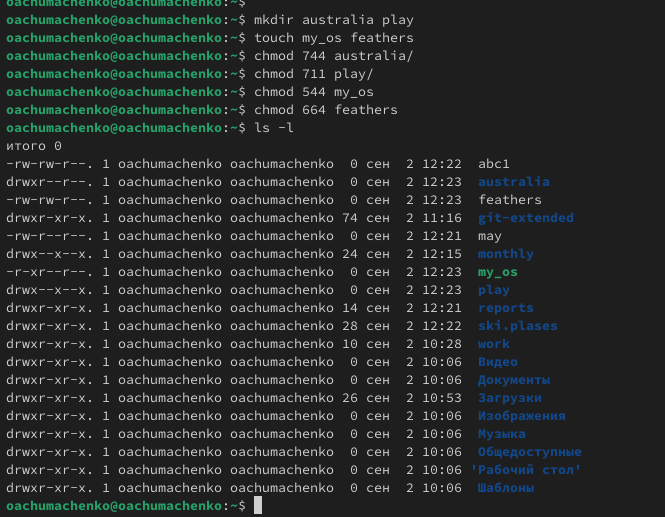 oachumachenko@oachumachenko:~$
oachumachenko@oachumachenko:~$ mkdir australia play
oachumachenko@oachumachenko:~$ touch my_os feathers
oachumachenko@oachumachenko:~$ chmod 744 australia/
oachumachenko@oachumachenko:~$ chmod 711 play/
oachumachenko@oachumachenko:~$ chmod 544 my_os
oachumachenko@oachumachenko:~$ chmod 664 feathers
oachumachenko@oachumachenko:~$ ls -l
итого 0
-rw-rw-r--. 1 oachumachenko oachumachenko  0 сен  2 12:22  abc1
drwxr--r--. 1 oachumachenko oachumachenko  0 сен  2 12:23  australia
-rw-rw-r--. 1 oachumachenko oachumachenko  0 сен  2 12:23  feathers
drwxr-xr-x. 1 oachumachenko oachumachenko 74 сен  2 11:16  git-extended
-rw-r--r--. 1 oachumachenko oachumachenko  0 сен  2 12:21  may
drwx--x--x. 1 oachumachenko oachumachenko 24 сен  2 12:15  monthly
-r-xr--r--. 1 oachumachenko oachumachenko  0 сен  2 12:23  my_os
drwx--x--x. 1 oachumachenko oachumachenko  0 сен  2 12:23  play
drwxr-xr-x. 1 oachumachenko oachumachenko 14 сен  2 12:21  reports
drwxr-xr-x. 1 oachumachenko oachumachenko 28 сен  2 12:22  ski.plases
drwxr-xr-x. 1 oachumachenko oachumachenko 10 сен  2 10:28  work
drwxr-xr-x. 1 oachumachenko oachumachenko  0 сен  2 10:06  Видео
drwxr-xr-x. 1 oachumachenko oachumachenko  0 сен  2 10:06  Документы
drwxr-xr-x. 1 oachumachenko oachumachenko 26 сен  2 10:53  Загрузки
drwxr-xr-x. 1 oachumachenko oachumachenko  0 сен  2 10:06  Изображения
drwxr-xr-x. 1 oachumachenko oachumachenko  0 сен  2 10:06  Музыка
drwxr-xr-x. 1 oachumachenko oachumachenko  0 сен  2 10:06  Общедоступные
drwxr-xr-x. 1 oachumachenko oachumachenko  0 сен  2 10:06 'Рабочий стол'
drwxr-xr-x. 1 oachumachenko oachumachenko  0 сен  2 10:06  Шаблоны
oachumachenko@oachumachenko:~$